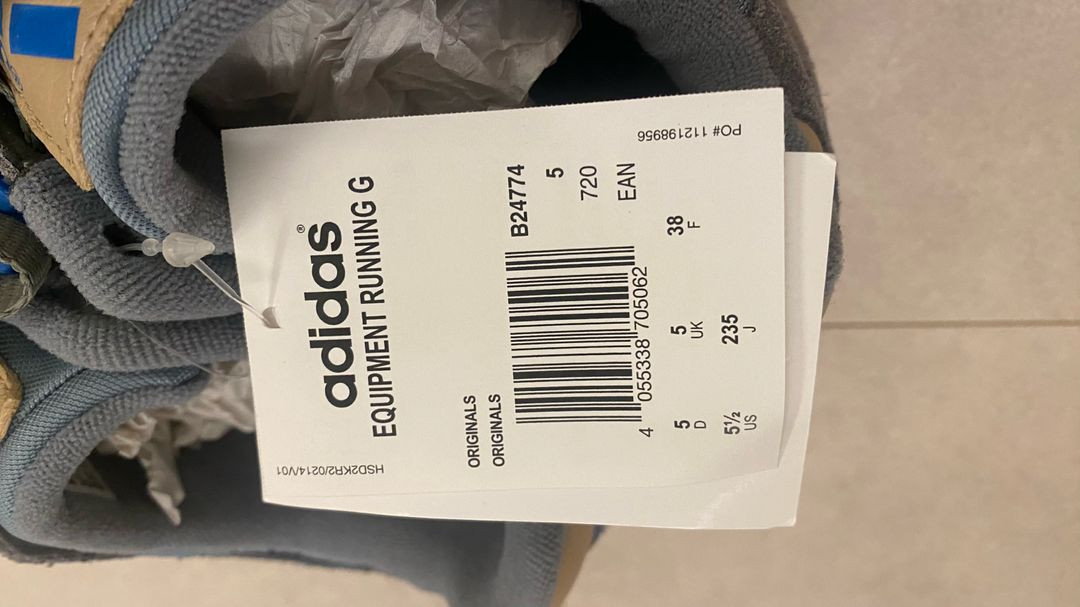 adidas®
EQUIPMENT RUNNING G
HSD2KR2/0214/V01
ORIGINALS
ORIGINALS
B24774
5
720
EAN
4 055338 705062
5 5 38
D UK F
5½ 235
US J
PO# 112198956